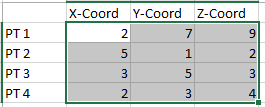 X-Coord Y-Coord Z-Coord
PT 1 2 7 9
PT 2 5 1 2
PT 3 3 5 3
PT 4 2 3 4